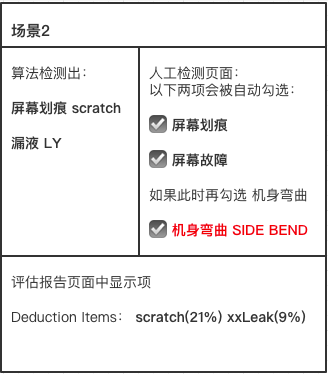 场景2
算法检测出：
屏幕划痕 scratch
漏液 LY
人工检测页面：
以下两项会被自动勾选：
屏幕划痕
屏幕故障
如果此时再勾选 机身弯曲
机身弯曲 SIDE BEND
评估报告页面中显示项
Deduction Items： scratch(21%) xxLeak(9%)